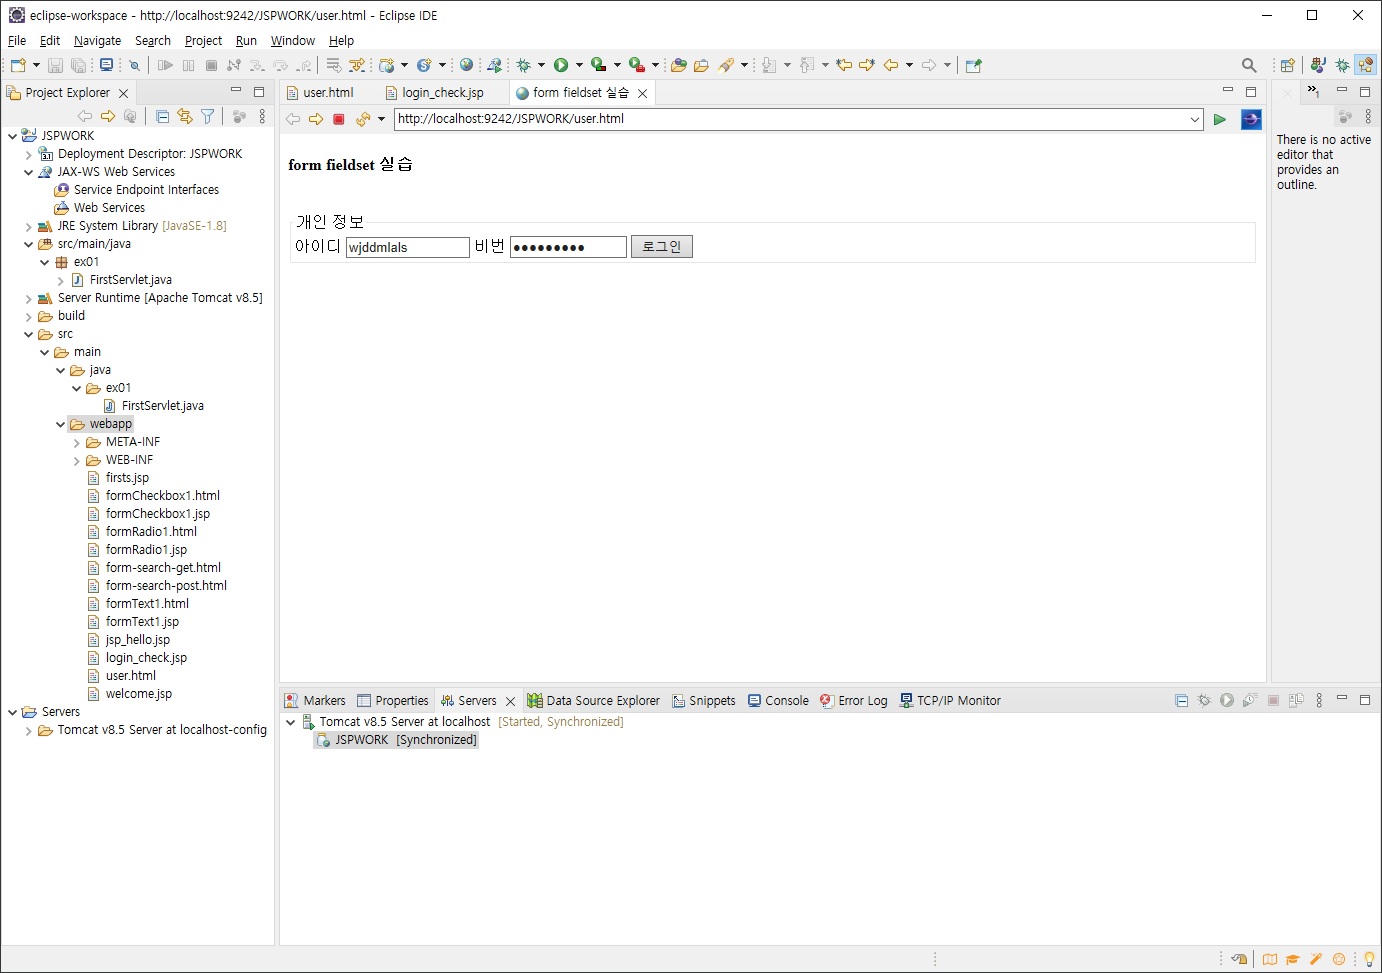 eclipse-workspace - http://localhost:9242/JSPWORK/user.html - Eclipse IDE
File Edit Navigate Search Project Run Window Help
Project Explorer
JSPWORK
Deployment Descriptor: JSPWORK
JAX-WS Web Services
Service Endpoint Interfaces
Web Services
JRE System Library [JavaSE-1.8]
src/main/java
ex01
FirstServlet.java
Server Runtime [Apache Tomcat v8.5]
build
src
main
java
ex01
FirstServlet.java
webapp
META-INF
WEB-INF
firsts.jsp
formCheckbox1.html
formCheckbox1.jsp
formRadio1.html
formRadio1.jsp
form-search-get.html
form-search-post.html
formText1.html
formText1.jsp
jsp_hello.jsp
login_check.jsp
user.html
welcome.jsp
Servers
Tomcat v8.5 Server at localhost-config
user.html login_check.jsp form fieldset 실습
http://localhost:9242/JSPWORK/user.html
form fieldset 실습
개인 정보
아이디 wjddmlals 비번 ●●●●●●●●● 로그인
Markers Properties Servers Data Source Explorer Snippets Console Error Log TCP/IP Monitor
Tomcat v8.5 Server at localhost [Started, Synchronized]
JSPWORK [Synchronized]
»1
There is no active
editor that
provides an
outline.